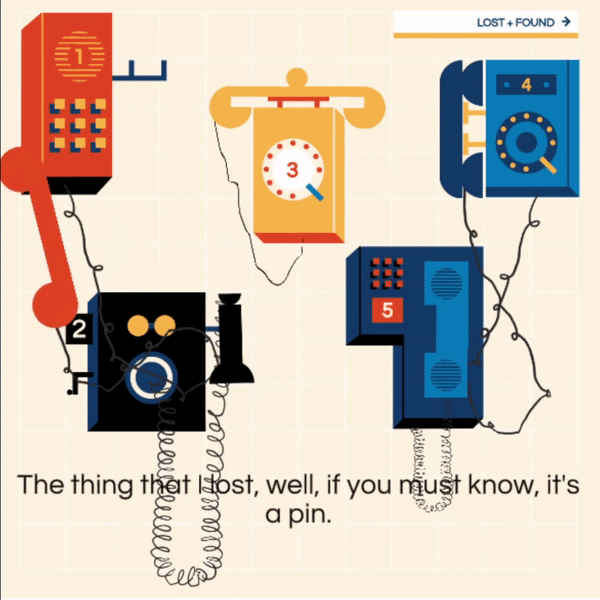 LOST + FOUND →
1
4
3
5
2
The thing that I lost, well, if you must know, it's
a pin.